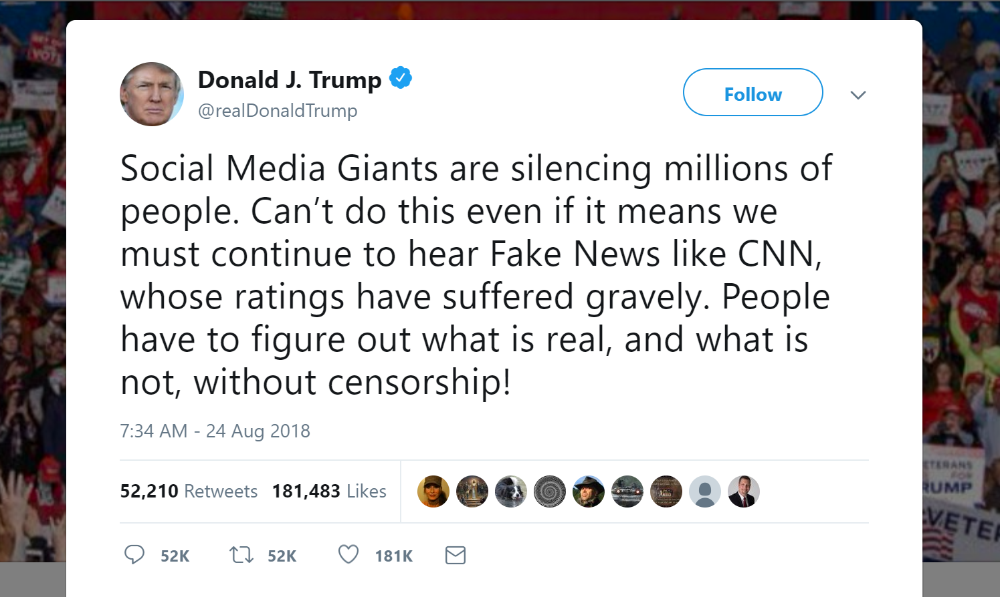 Donald J. Trump
@realDonaldTrump
Follow
Social Media Giants are silencing millions of
people. Can’t do this even if it means we
must continue to hear Fake News like CNN,
whose ratings have suffered gravely. People
have to figure out what is real, and what is
not, without censorship!
7:34 AM - 24 Aug 2018
52,210 Retweets 181,483 Likes
52K 52K 181K